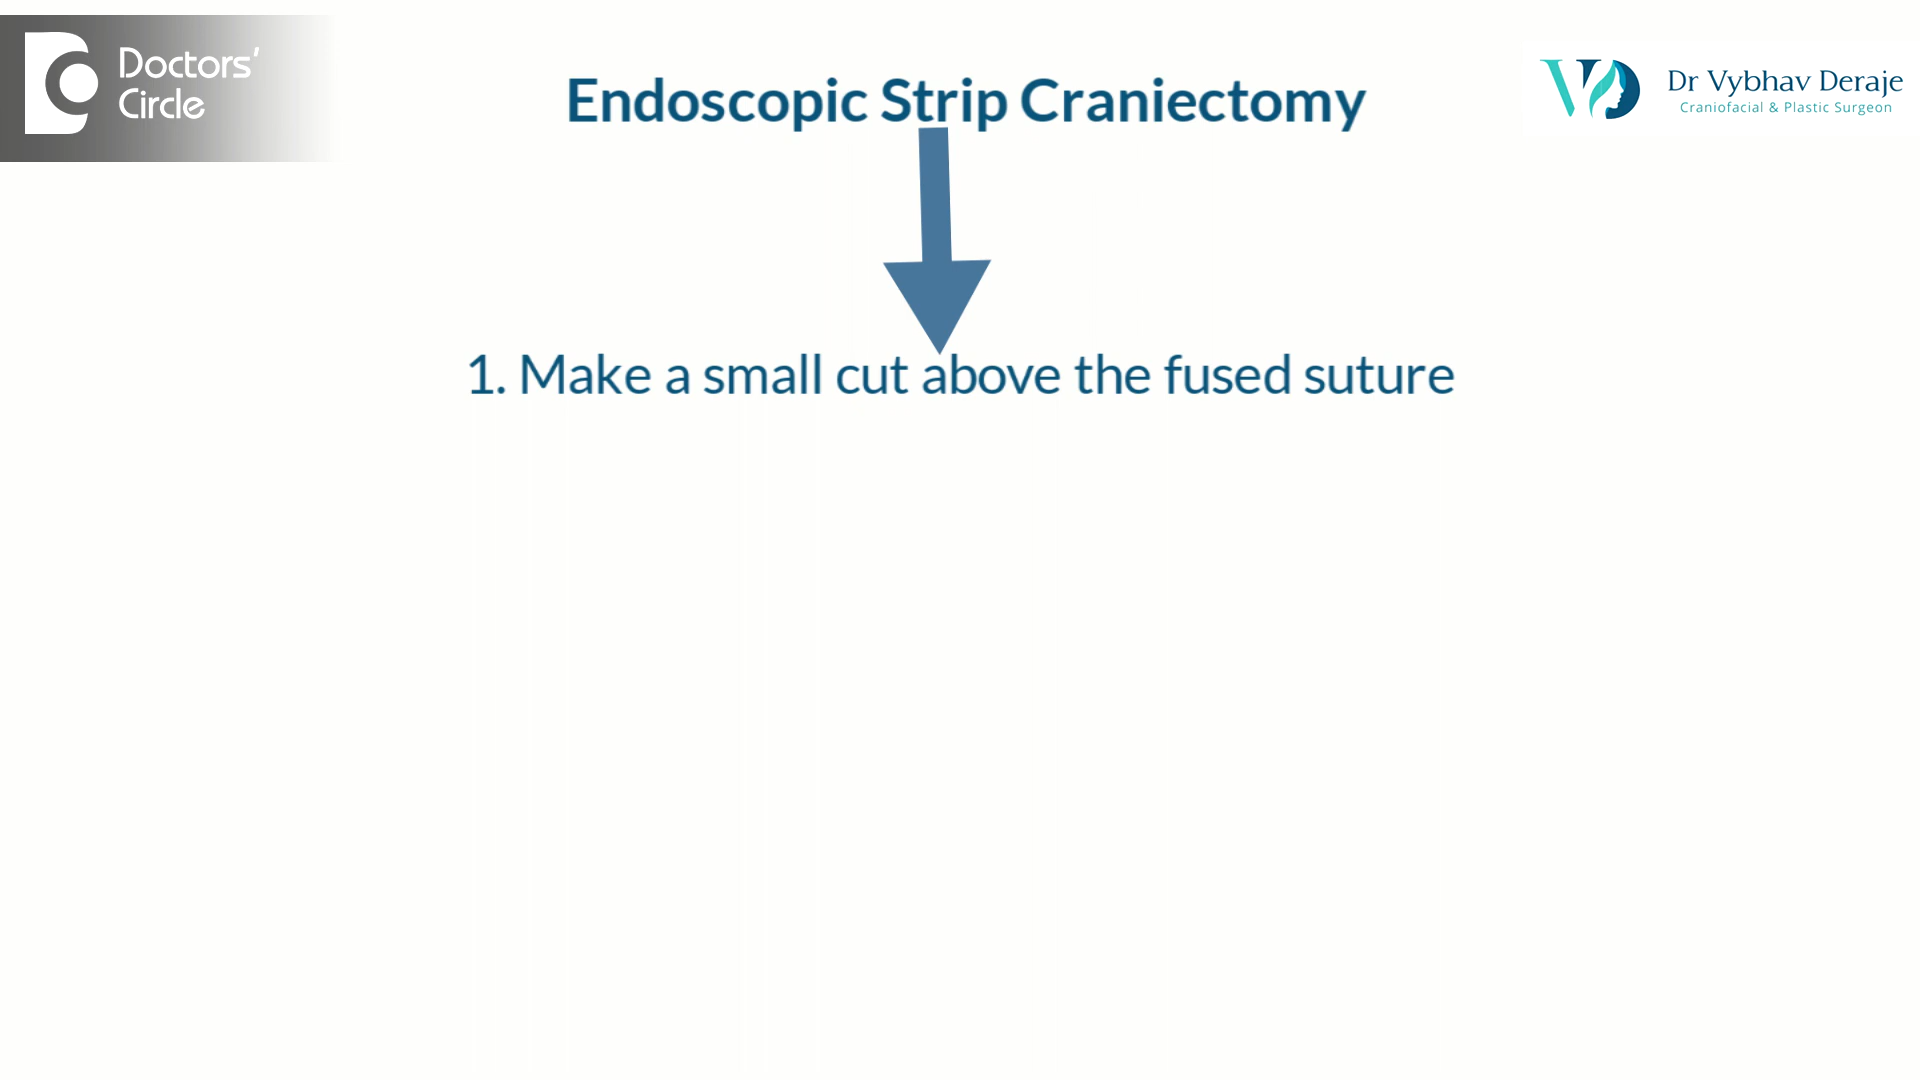 Doctors'
Circle
Endoscopic Strip Craniectomy
Dr Vybhav Deraje
Craniofacial & Plastic Surgeon
1. Make a small cut above the fused suture